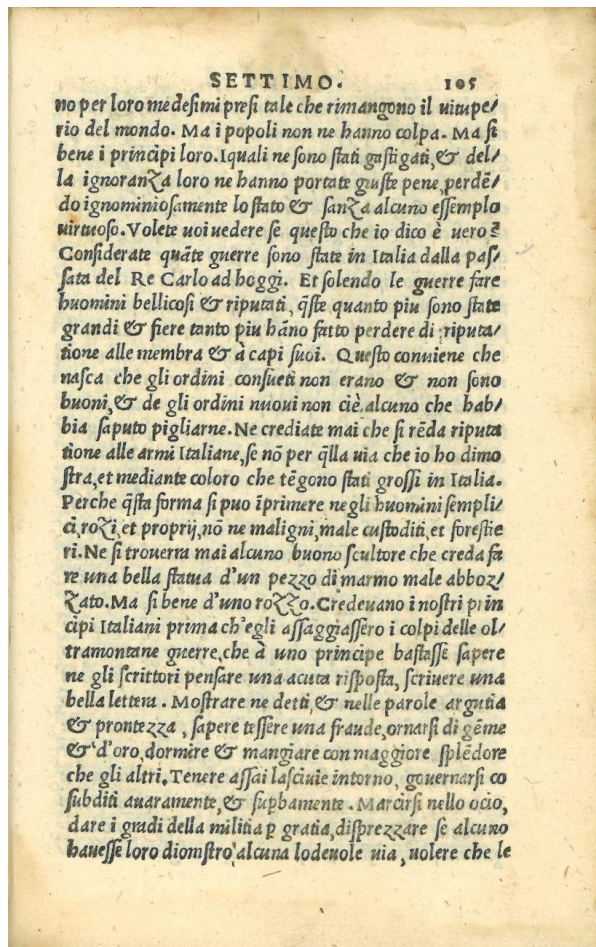 SETTIMO. 105
no per loro medesimi presi tale che rimangono il uitupe/
rio del mondo. Ma i popoli non ne hanno colpa. Ma si
bene i principi loro. Iquali ne sono stati gastigati, & del/
la ignoranza loro ne hanno portate giuste pene, perdē/
do ignominiosamente lo stato & sanza alcuno essemplo
uirtuoso. Volete uoi uedere se questo che io dico è uero?
Considerate quāte guerre sono state in Italia dalla pas/
sata del Re Carlo ad hoggi. Et solendo le guerre fare
huomini bellicosi & riputati, q̃ste quanto piu sono state
grandi & fiere tanto piu hāno fatto perdere di riputa/
tione alle membra & à capi suoi. Questo conuiene che
nasca che gli ordini consueti non erano & non sono
buoni, & de gli ordini nuoui non ciè alcuno che hab/
bia saputo pigliarne. Ne crediate mai che si rēda riputa
tione alle armi Italiane, se nō per q̃lla uia che io ho dimo
stra, et mediante coloro che tēgono stati grossi in Italia.
Perche q̃sta forma si puo īprimere ne gli huomini sempli
ci, rozi, et proprij, nō ne maligni, male custoditi, et forestie
ri. Ne si trouerra mai alcuno buono scultore che creda fa
re una bella statua d'un pezzo di marmo male abboz/
zato. Ma si bene d'uno rozzo. Credeuano i nostri prin
cipi Italiani prima ch'egli assaggiassero i colpi delle ol/
tramontane guerre, che à uno principe bastasse sapere
ne gli scrittori pensare una acuta risposta, scriuere una
bella lettera. Mostrare ne detti, & nelle parole argutia
& prontezza, sapere tessere una fraude, ornarsi di gēme
& d'oro, dormire & mangiare con maggiore splēdore
che gli altri. Tenere assai lasciuie intorno, gouernarsi co
subditi auaramente, & suꝑbamente. Marcirsi nello ocio,
dare i gradi della militia ꝑ gratia, disprezzare se alcuno
hauesse loro diomstro alcuna lodeuole uia, uolere che le